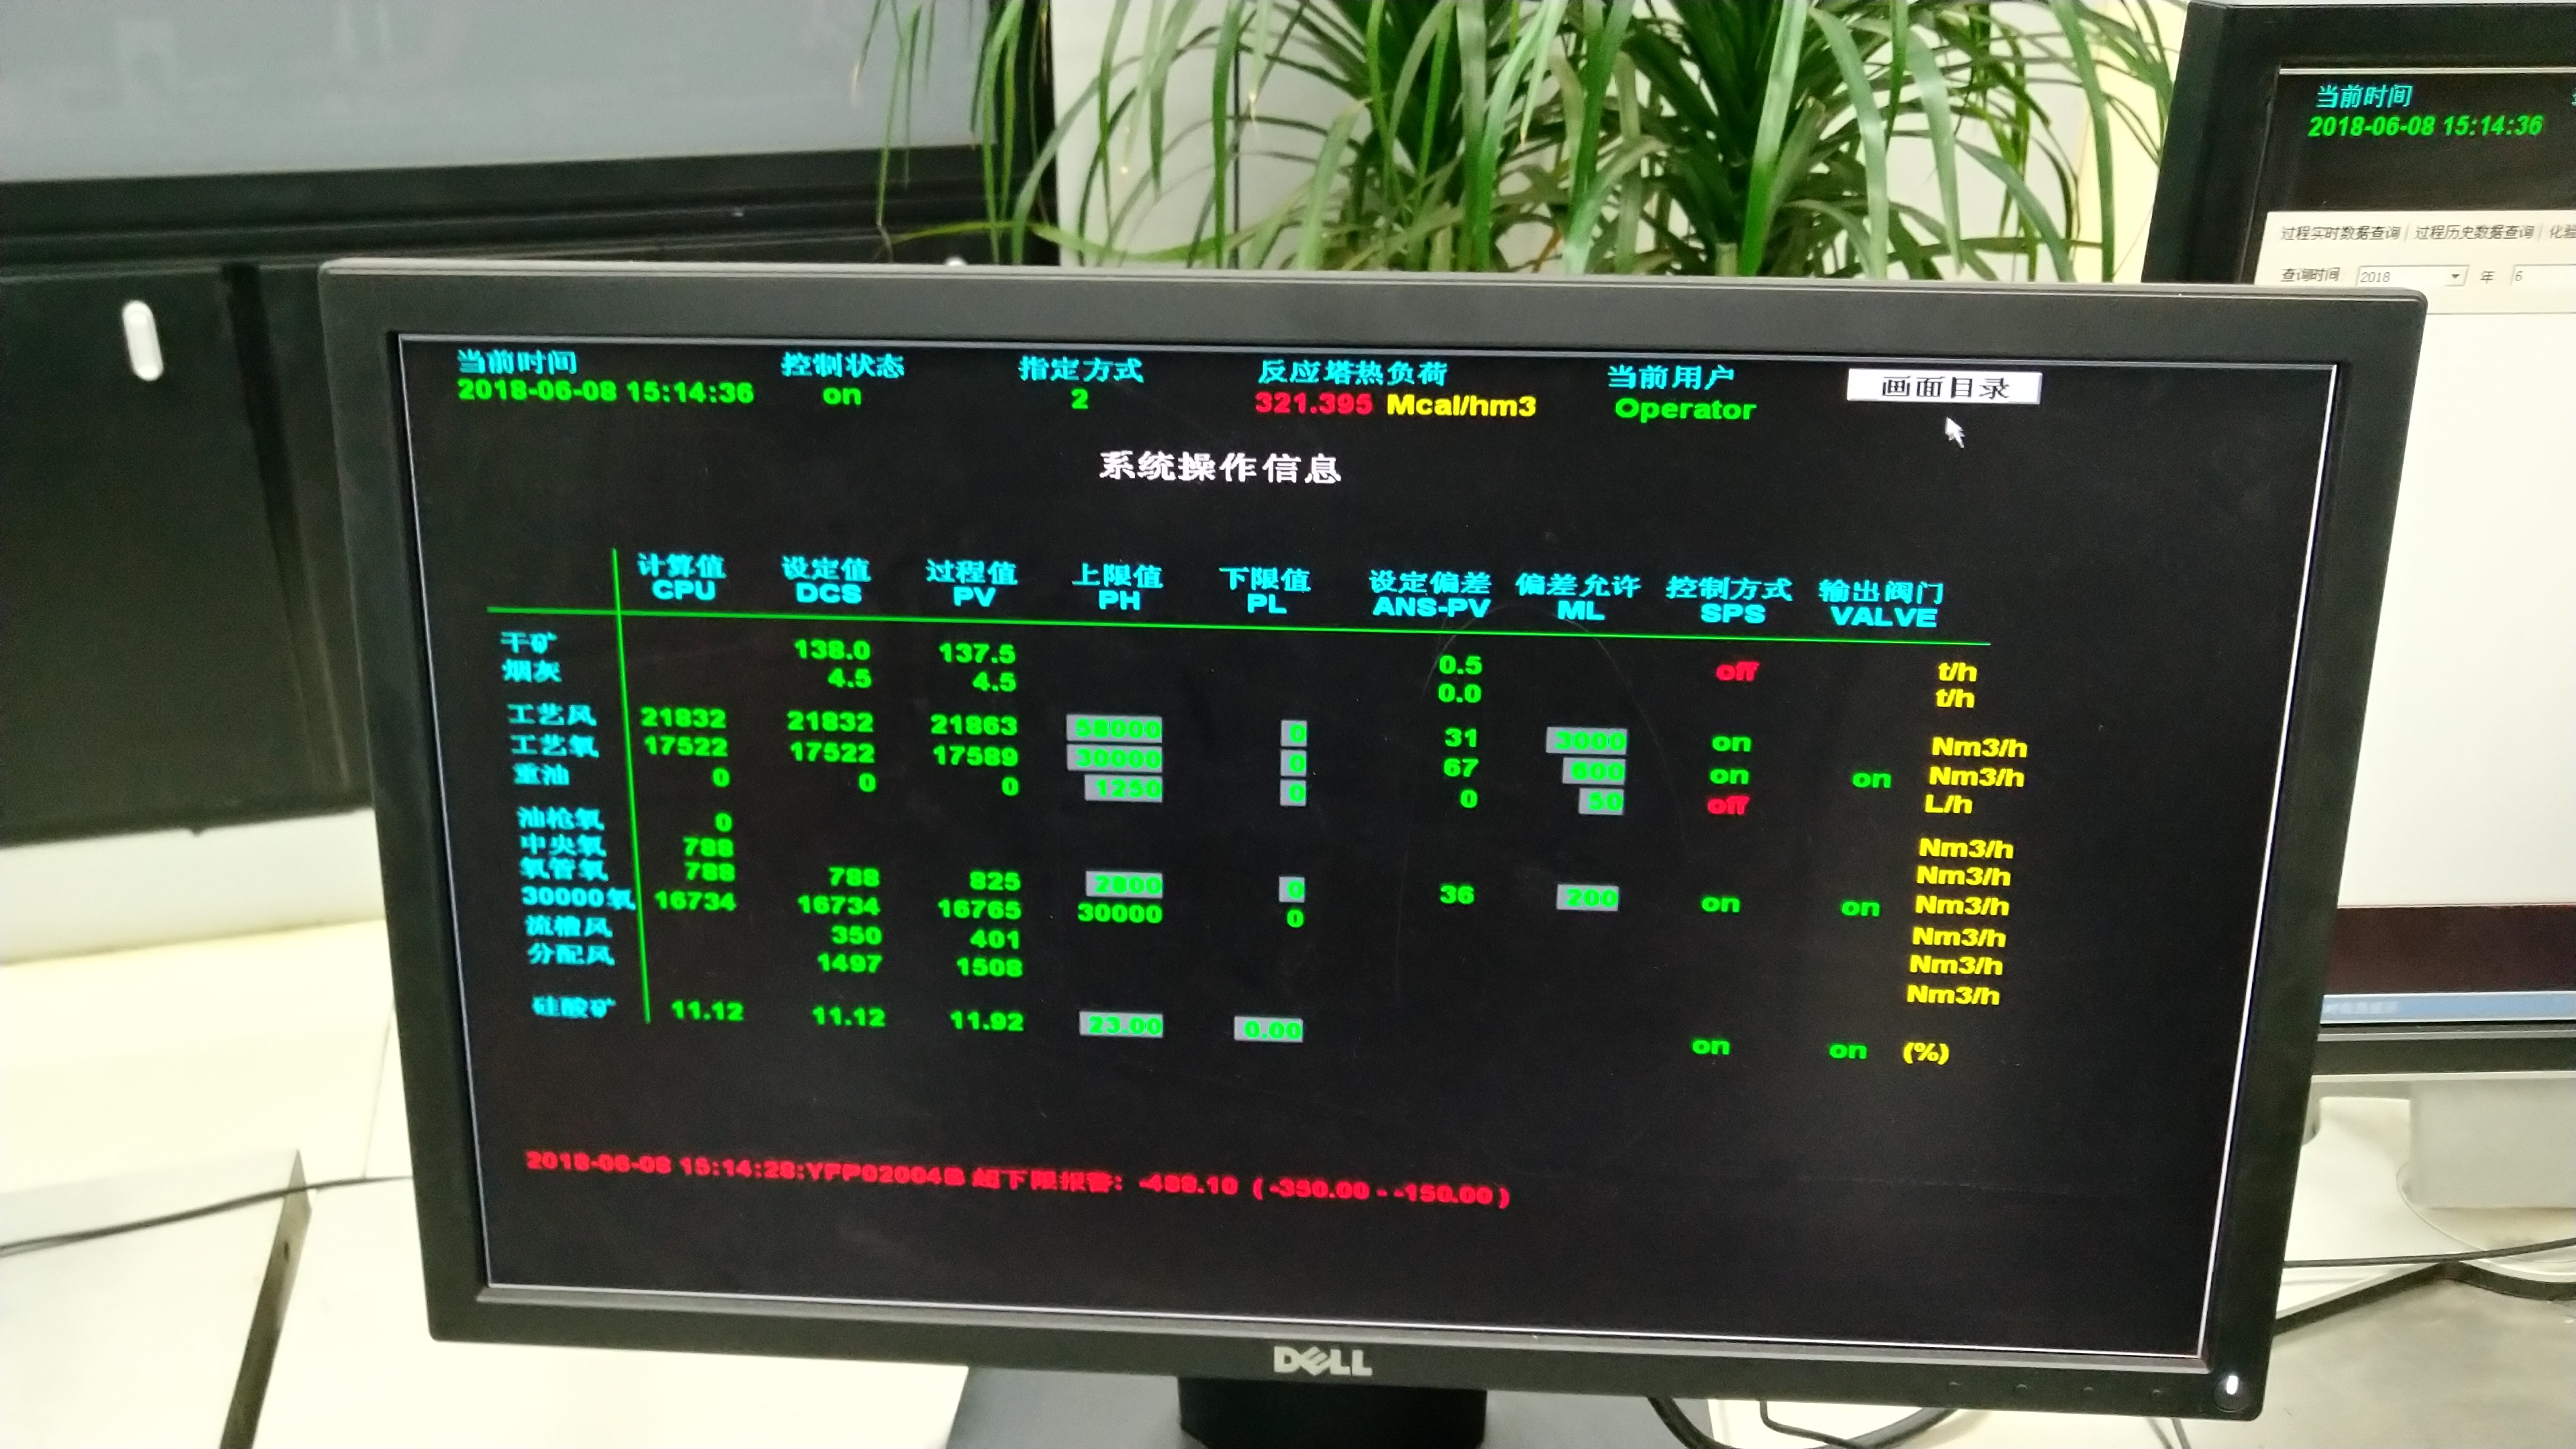 当前时间
2018-06-08 15:14:36
过程实时数据查询 过程历史数据查询
查询时间 2018 年 6
当前时间 控制状态 指定方式 反应塔热负荷 当前用户 画面目录
2018-06-08 15:14:36 on 2 321.395 Mcal/hm3 Operator
系统操作信息
计算值 设定值 过程值 上限值 下限值 设定偏差 偏差允许 控制方式 输出阀门
CPU DCS PV PH PL ANS-PV ML SPS VALVE
干矿 138.0 137.5 0.5 off t/h
烟灰 4.5 4.5 0.0 t/h
工艺风 21832 21832 21863 58000 0 31 3000 on Nm3/h
工艺氧 17522 17522 17589 30000 0 67 600 on on Nm3/h
重油 0 0 0 1250 0 0 50 off L/h
油枪氧 0 Nm3/h
中央氧 788 Nm3/h
氧管氧 788 788 825 2800 0 36 200 on on Nm3/h
30000氧 16734 16734 16765 30000 0 Nm3/h
流槽风 350 401 Nm3/h
分配风 1497 1508 Nm3/h
硅酸矿 11.12 11.12 11.92 23.00 0.00 on on (%)
2018-06-08 15:14:28: 超下限报警: (-350.00 - -150.00)
DELL